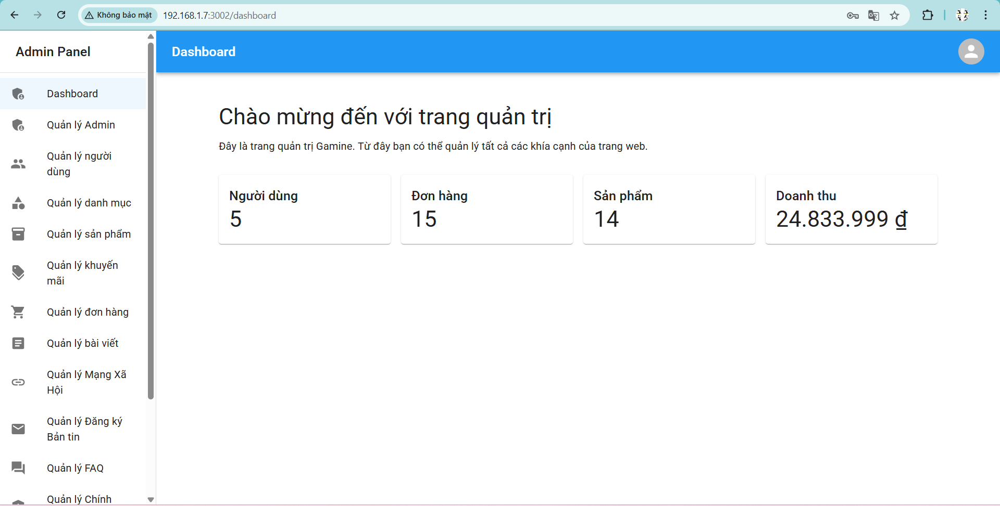 Không bảo mật
192.168.1.7:3002/dashboard
Admin Panel
Dashboard
Dashboard
Quản lý Admin
Quản lý người
dùng
Quản lý danh mục
Quản lý sản phẩm
Quản lý khuyến
mãi
Quản lý đơn hàng
Quản lý bài viết
Quản lý Mạng Xã
Hội
Quản lý Đăng ký
Bản tin
Quản lý FAQ
Quản lý Chính
Chào mừng đến với trang quản trị
Đây là trang quản trị Gamine. Từ đây bạn có thể quản lý tất cả các khía cạnh của trang web.
Người dùng
5
Đơn hàng
15
Sản phẩm
14
Doanh thu
24.833.999 ₫